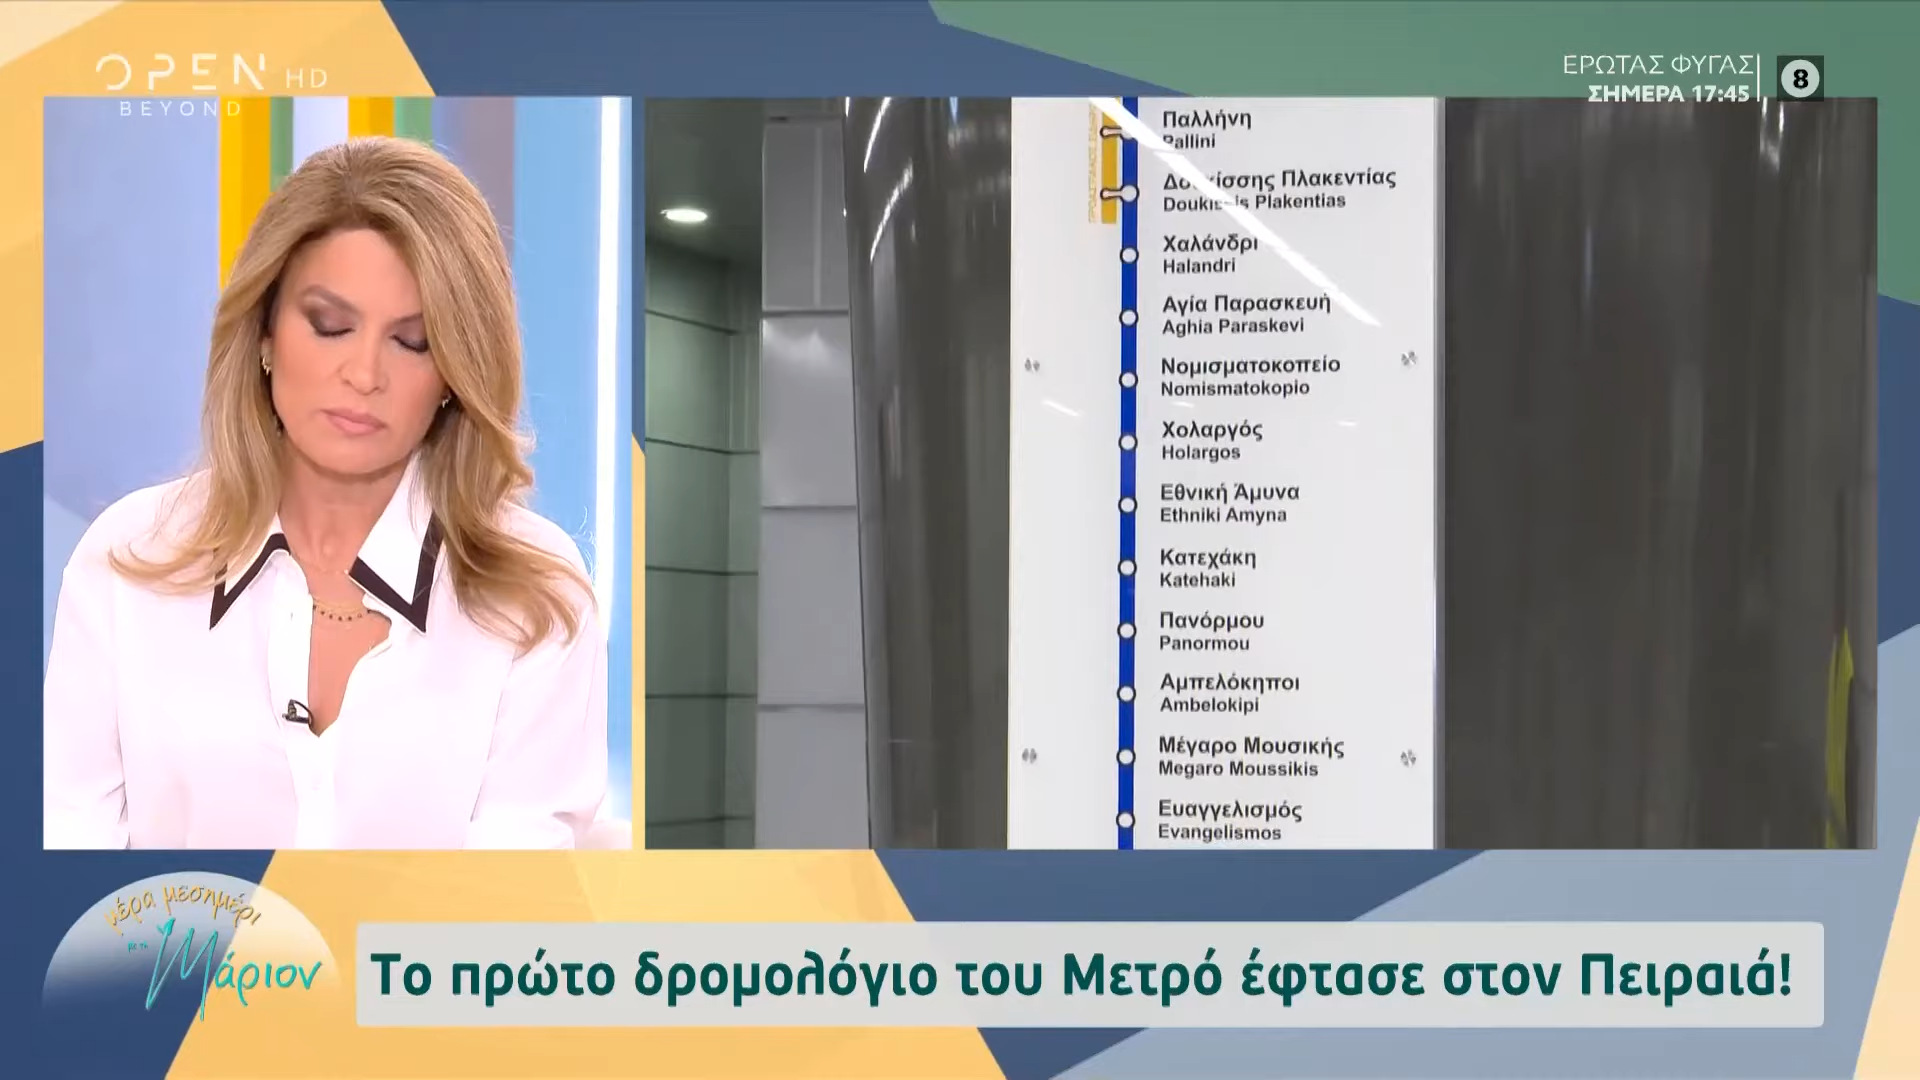 OPEN HD
BEYOND
ΕΡΩΤΑΣ ΦΥΓΑΣ
ΣΗΜΕΡΑ 17:45
8
Παλλήνη
Pallini
Πλακεντίας
Plakentias
Χαλάνδρι
Halandri
Αγία Παρασκευή
Aghia Paraskevi
Νομισματοκοπείο
Nomismatokopio
Χολαργός
Holargos
Εθνική Άμυνα
Ethniki Amyna
Κατεχάκη
Katehaki
Πανόρμου
Panormou
Αμπελόκηποι
Ambelokipi
Μέγαρο Μουσικής
Megaro Moussikis
Ευαγγελισμός
Evangelismos
μέρα μεσημέρι
με τη
Μάριον
Το πρώτο δρομολόγιο του Μετρό έφτασε στον Πειραιά!